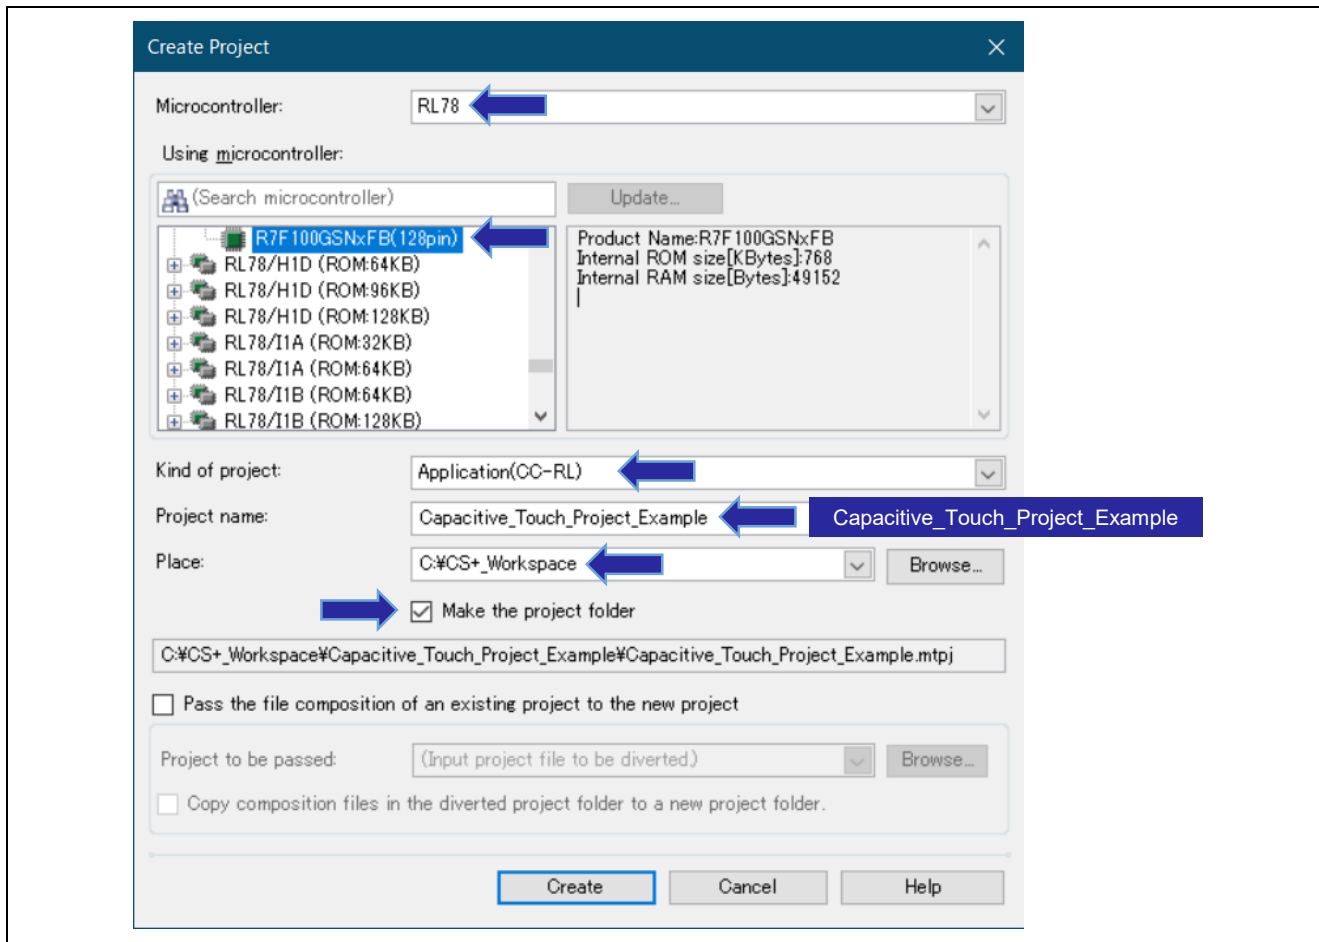 Create Project
Microcontroller:
RL78
Using microcontroller:
(Search microcontroller)
Update...
R7F100GSNxFB(128pin)
RL78/H1D (ROM:64KB)
RL78/H1D (ROM:96KB)
RL78/H1D (ROM:128KB)
RL78/I1A (ROM:32KB)
RL78/I1A (ROM:64KB)
RL78/I1B (ROM:64KB)
RL78/I1B (ROM:128KB)
Product Name:R7F100GSNxFB
Internal ROM size[KBytes]:768
Internal RAM size[Bytes]:49152
Kind of project:
Application(CC-RL)
Project name:
Capacitive_Touch_Project_Example
Capacitive_Touch_Project_Example
Place:
C:¥CS+_Workspace
Browse...
Make the project folder
C:¥CS+_Workspace¥Capacitive_Touch_Project_Example¥Capacitive_Touch_Project_Example.mtpj
Pass the file composition of an existing project to the new project
Project to be passed:
(Input project file to be diverted.)
Browse...
Copy composition files in the diverted project folder to a new project folder.
Create
Cancel
Help